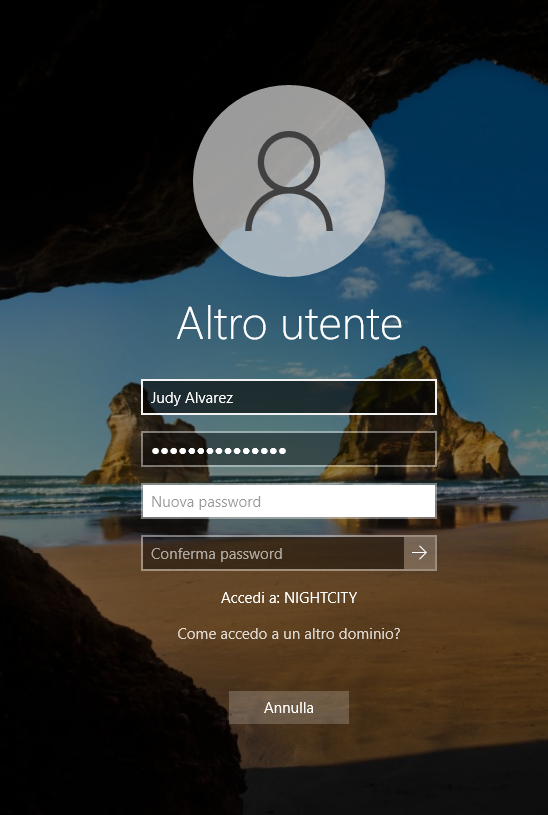 Altro utente
Judy Alvarez
●●●●●●●●●●●●●●●
Nuova password
Conferma password
Accedi a: NIGHTCITY
Come accedo a un altro dominio?
Annulla